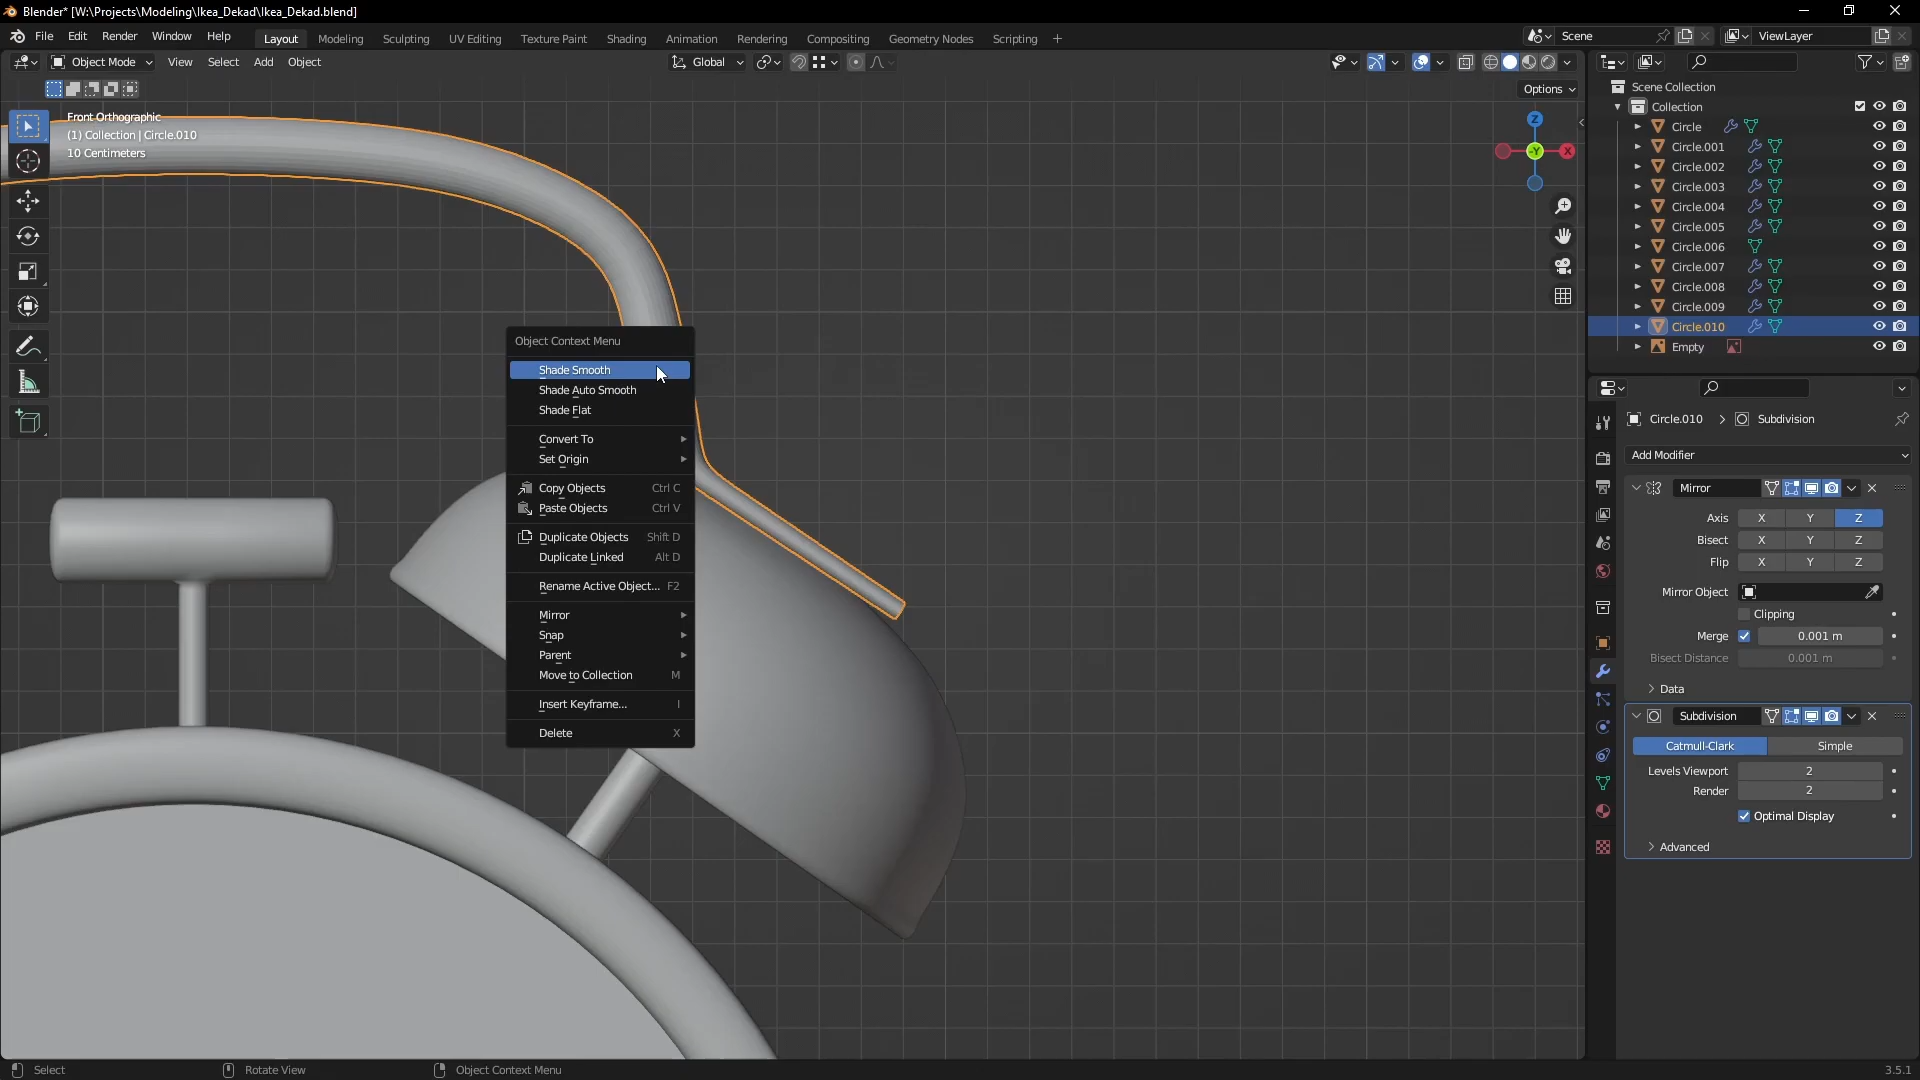 Blender* [W:\Projects\Modeling\Ikea_Dekad\Ikea_Dekad.blend]
File Edit Render Window Help Layout Modeling Sculpting UV Editing Texture Paint Shading Animation Rendering Compositing Geometry Nodes Scripting + Scene ViewLayer
Object Mode View Select Add Object Global
Options
Front Orthographic
(1) Collection | Circle.010
10 Centimeters
Z
-Y
X
Object Context Menu
Shade Smooth
Shade Auto Smooth
Shade Flat
Convert To
Set Origin
Copy Objects Ctrl C
Paste Objects Ctrl V
Duplicate Objects Shift D
Duplicate Linked Alt D
Rename Active Object... F2
Mirror
Snap
Parent
Move to Collection M
Insert Keyframe... I
Delete X
Scene Collection
Collection
Circle
Circle.001
Circle.002
Circle.003
Circle.004
Circle.005
Circle.006
Circle.007
Circle.008
Circle.009
Circle.010
Empty
Circle.010 > Subdivision
Add Modifier
Mirror
Axis X Y Z
Bisect X Y Z
Flip X Y Z
Mirror Object
Clipping
Merge 0.001 m
Bisect Distance 0.001 m
Data
Subdivision
Catmull-Clark Simple
Levels Viewport 2
Render 2
Optimal Display
Advanced
Select Rotate View Object Context Menu 3.5.1